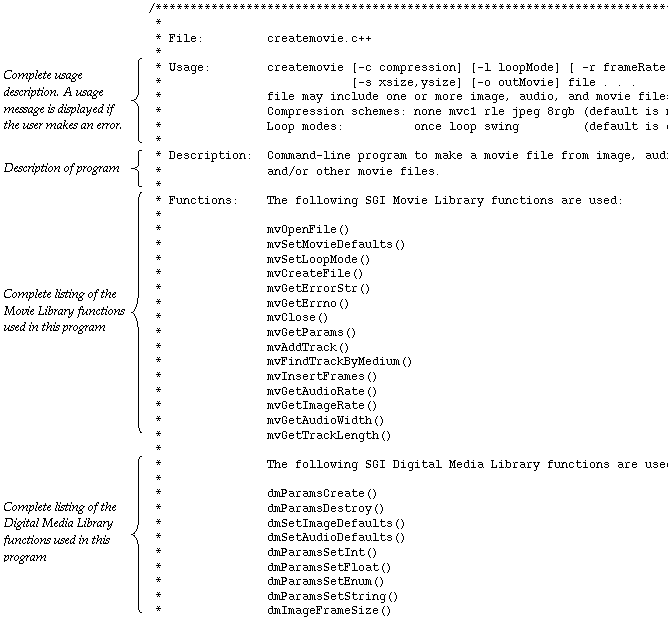 /******************************************************************************
*
* File: createmovie.c++
*
* Usage: createmovie [-c compression] [-l loopMode] [ -r frameRate
* [-s xsize,ysize] [-o outMovie] file . . .
* file may include one or more image, audio, and movie files
* Compression schemes: none mvc1 rle jpeg 8rgb (default is
* Loop modes: once loop swing (default is
*
Complete usage
description. A usage
message is displayed if
the user makes an error.
* Description: Command-line program to make a movie file from image,
* and/or other movie files.
*
Description of program
* Functions: The following SGI Movie Library functions are used:
*
* mvOpenFile()
* mvSetMovieDefaults()
* mvSetLoopMode()
* mvCreateFile()
* mvGetErrorStr()
* mvGetErrno()
* mvClose()
* mvGetParams()
* mvAddTrack()
* mvFindTrackByMedium()
* mvInsertFrames()
* mvGetAudioRate()
* mvGetImageRate()
* mvGetAudioWidth()
* mvGetTrackLength()
*
Complete listing of the
Movie Library functions
used in this program
* The following SGI Digital Media Library functions are
*
* dmParamsCreate()
* dmParamsDestroy()
* dmSetImageDefaults()
* dmSetAudioDefaults()
* dmParamsSetInt()
* dmParamsSetFloat()
* dmParamsSetEnum()
* dmParamsSetString()
* dmImageFrameSize()
Complete listing of the
Digital Media Library
functions used in this
program